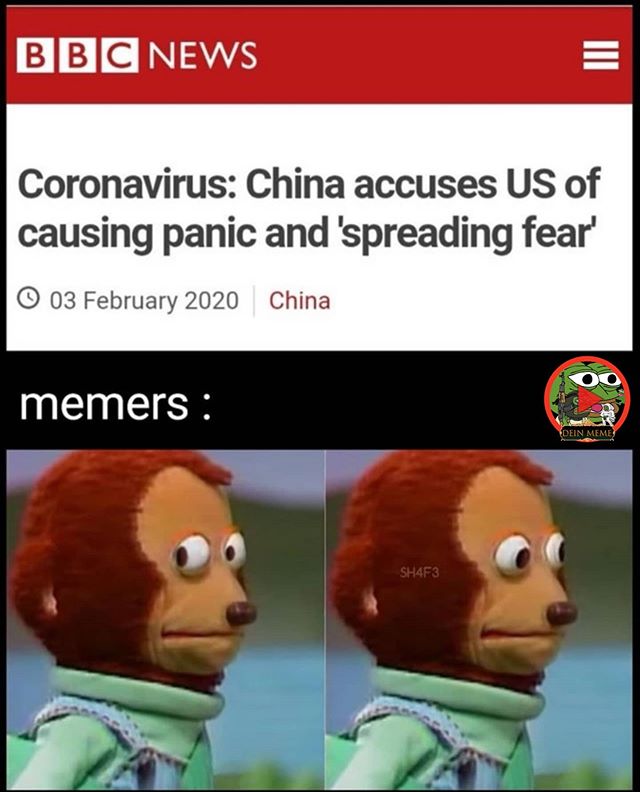 BBC NEWS
Coronavirus: China accuses US of
causing panic and 'spreading fear'
03 February 2020 China
memers :
DEIN MEME
SH4F3